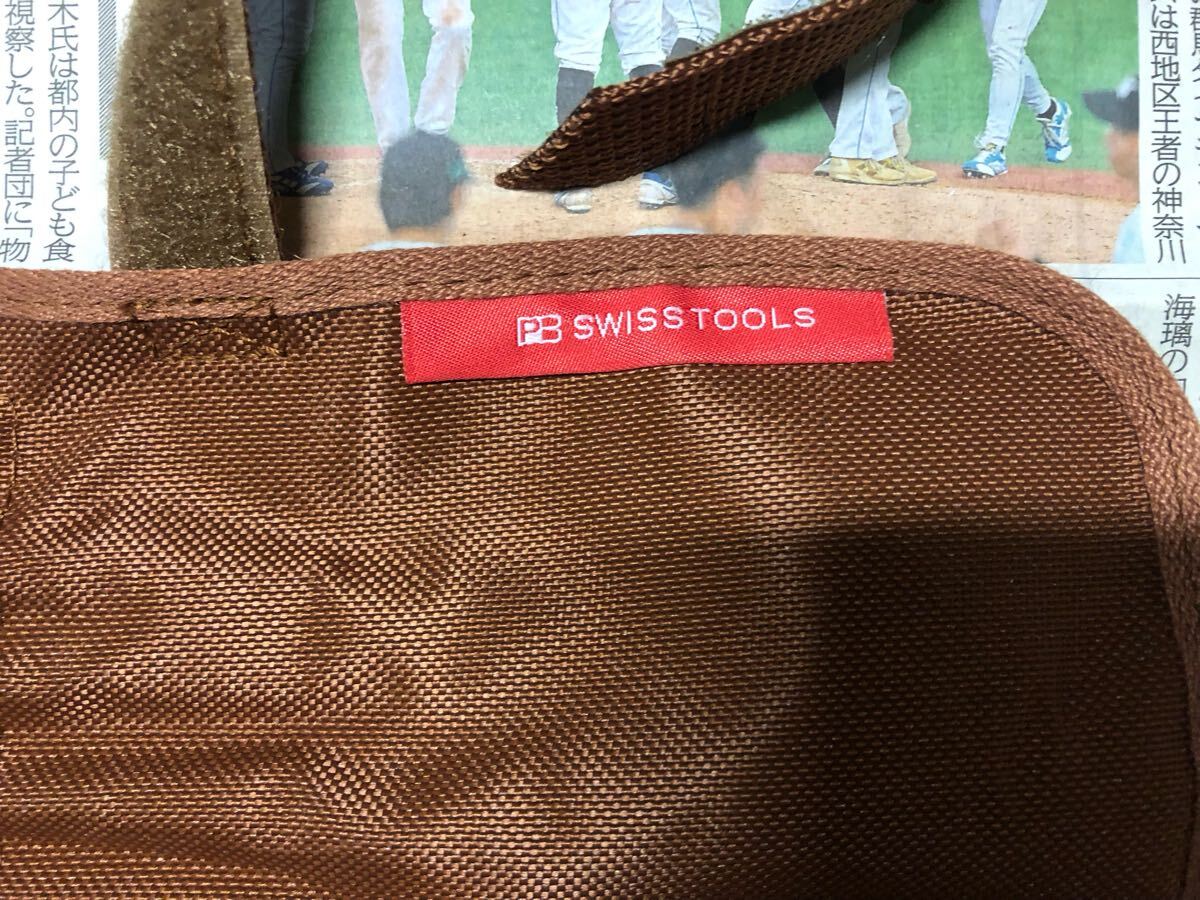 木氏は都内の子ども食
視察した。記者団に「物
は西地区王者の神奈川
海璃の
PB SWISS TOOLS